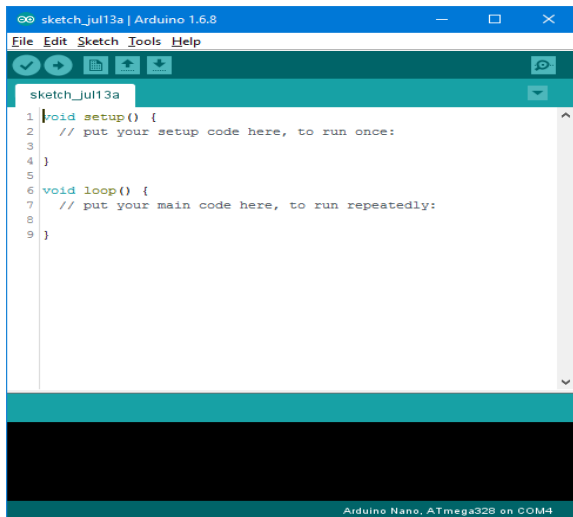 sketch_jul13a | Arduino 1.6.8
File Edit Sketch Tools Help
sketch_jul13a
1 void setup() {
2   // put your setup code here, to run once:
3
4 }
5
6 void loop() {
7   // put your main code here, to run repeatedly:
8
9 }
Arduino Nano, ATmega328 on COM4